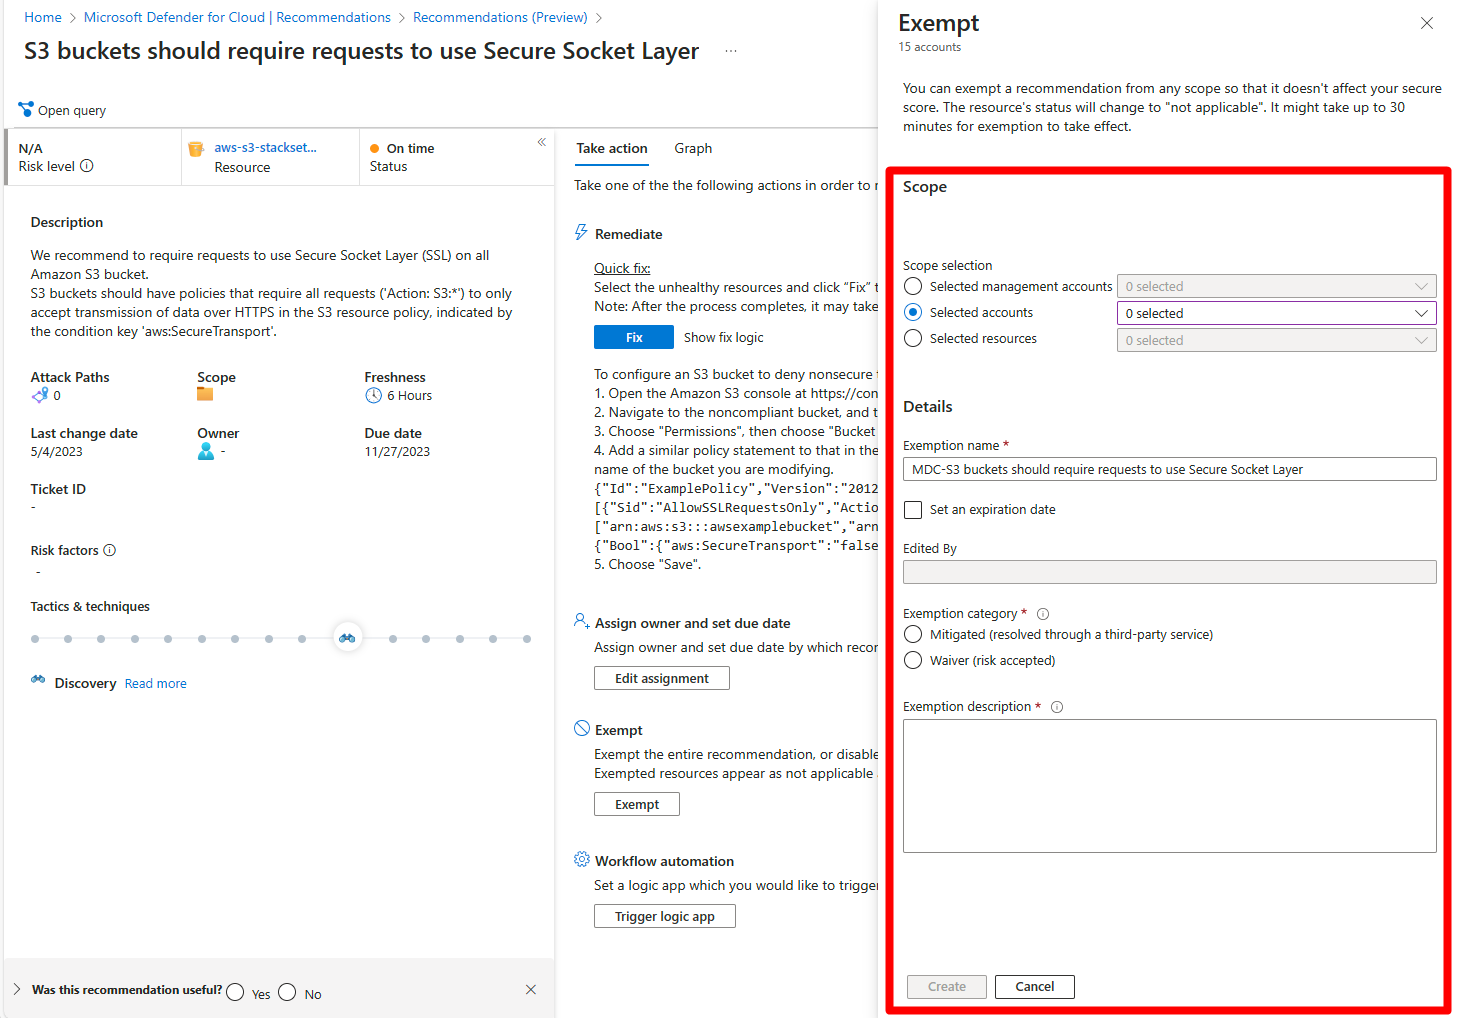 Home > Microsoft Defender for Cloud | Recommendations > Recommendations (Preview) >
S3 buckets should require requests to use Secure Socket Layer ...
Open query
N/A
Risk level
aws-s3-stackset...
Resource
On time
Status
Description
We recommend to require requests to use Secure Socket Layer (SSL) on all
Amazon S3 bucket.
S3 buckets should have policies that require all requests ('Action: S3:*') to only
accept transmission of data over HTTPS in the S3 resource policy, indicated by
the condition key 'aws:SecureTransport'.
Attack Paths
0
Scope
Freshness
6 Hours
Last change date
5/4/2023
Owner
-
Due date
11/27/2023
Ticket ID
-
Risk factors
-
Tactics & techniques
Discovery Read more
Was this recommendation useful? Yes No
Take action
Graph
Take one of the the following actions in order to
Remediate
Quick fix:
Select the unhealthy resources and click “Fix”
Note: After the process completes, it may take
Fix
Show fix logic
To configure an S3 bucket to deny nonsecure
1. Open the Amazon S3 console at https://con
2. Navigate to the noncompliant bucket, and t
3. Choose "Permissions", then choose "Bucket
4. Add a similar policy statement to that in the
name of the bucket you are modifying.
{"Id":"ExamplePolicy","Version":"2012
[{"Sid":"AllowSSLRequestsOnly","Actio
["arn:aws:s3:::awsexamplebucket","arn
{"Bool":{"aws:SecureTransport":"false
5. Choose "Save".
Assign owner and set due date
Assign owner and set due date by which recor
Edit assignment
Exempt
Exempt the entire recommendation, or disable
Exempted resources appear as not applicable
Exempt
Workflow automation
Set a logic app which you would like to trigger
Trigger logic app
Exempt
15 accounts
You can exempt a recommendation from any scope so that it doesn't affect your secure
score. The resource's status will change to "not applicable". It might take up to 30
minutes for exemption to take effect.
Scope
Scope selection
Selected management accounts 0 selected
Selected accounts 0 selected
Selected resources 0 selected
Details
Exemption name *
MDC-S3 buckets should require requests to use Secure Socket Layer
Set an expiration date
Edited By
Exemption category *
Mitigated (resolved through a third-party service)
Waiver (risk accepted)
Exemption description *
Create
Cancel